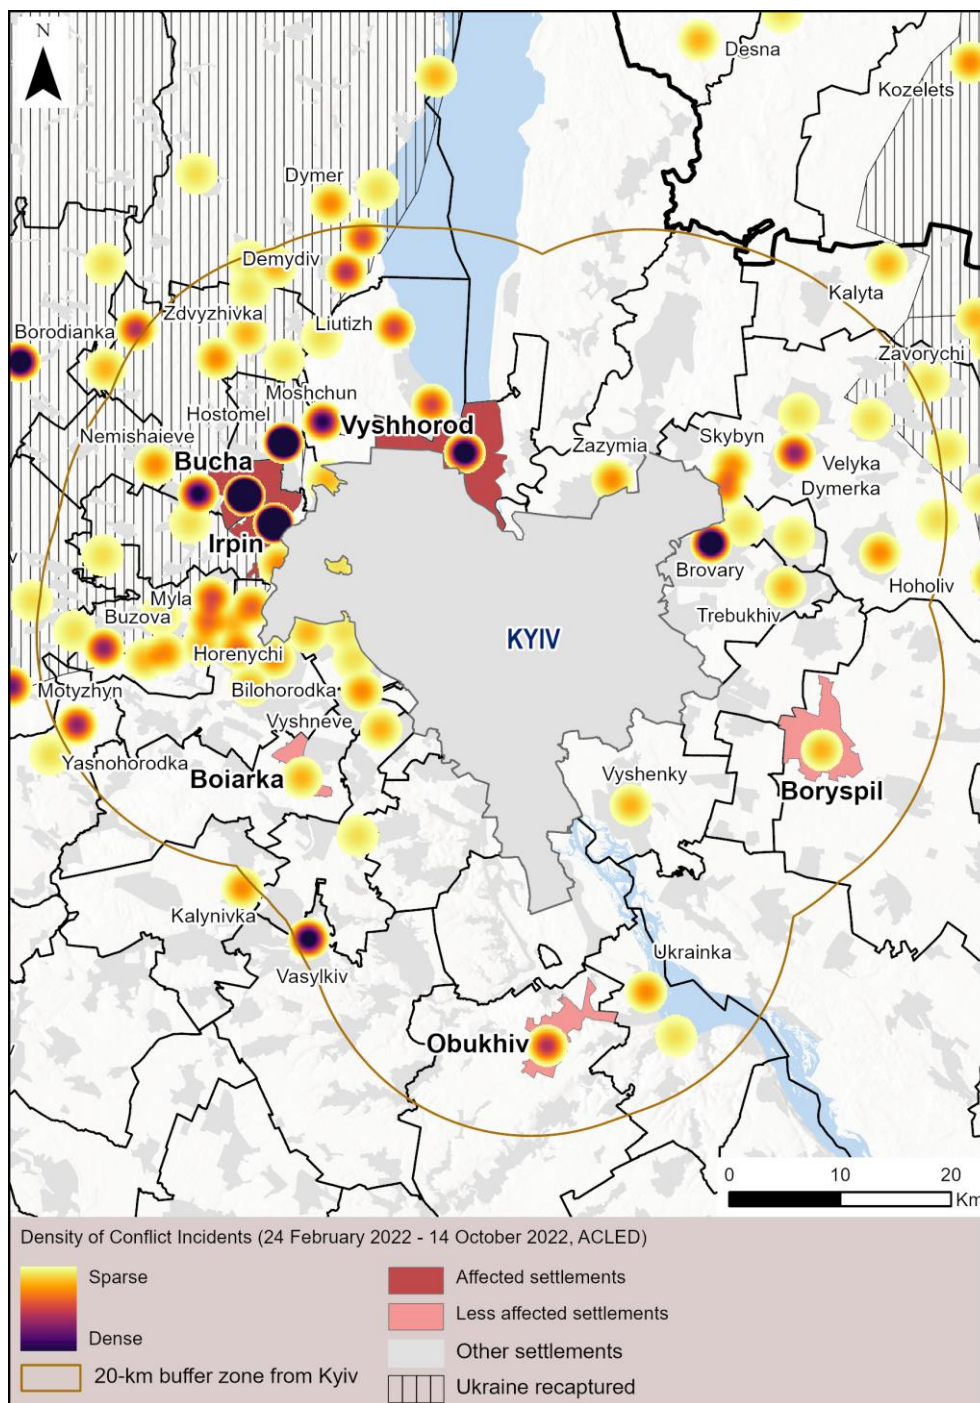 N
Desna
Kozelets
Dymer
Demydiv
Kalyta
Zdvyzhivka
Liutizh
Borodianka
Zavorychi
Moshchun
Hostomel
Vyshhorod
Nemishaieve
Zazymia
Skybyn
Bucha
Velyka
Dymerka
Irpin
Brovary
Hoholiv
Myla
Trebukhiv
Buzova
KYIV
Horenychi
Motyzhyn
Bilohorodka
Vyshneve
Yasnohorodka
Boiarka
Vyshenky
Boryspil
Kalynivka
Ukrainka
Vasylkiv
Obukhiv
0 10 20
Km
Density of Conflict Incidents (24 February 2022 - 14 October 2022, ACLED)
Sparse
Dense
20-km buffer zone from Kyiv
Affected settlements
Less affected settlements
Other settlements
Ukraine recaptured